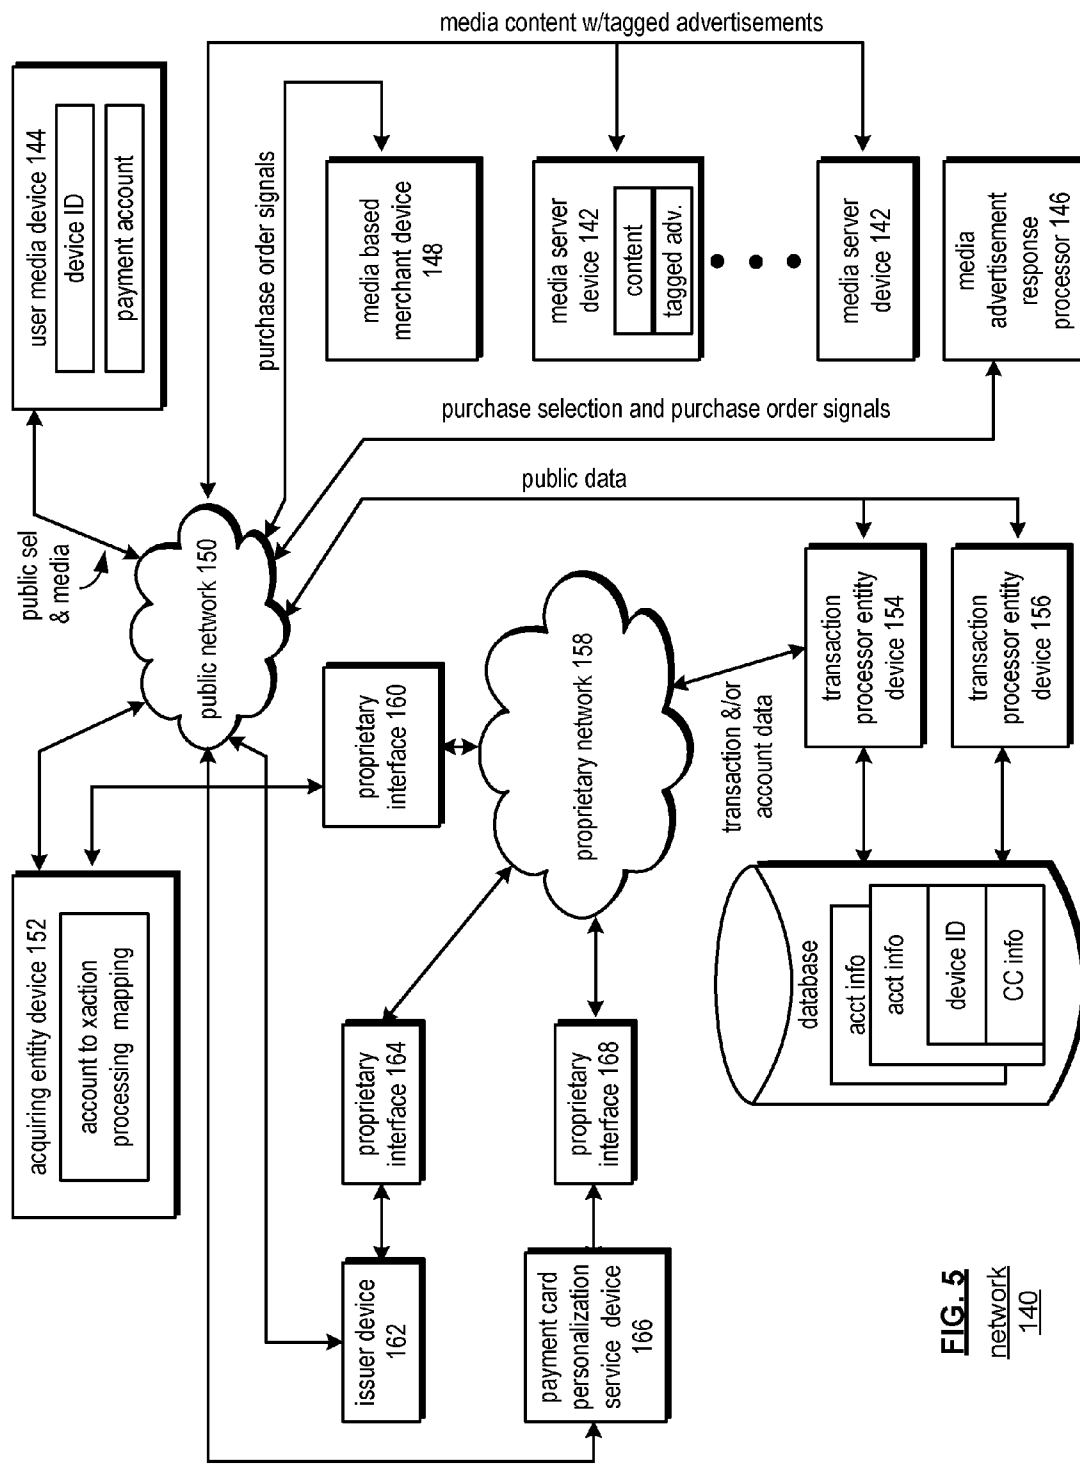 media content w/tagged advertisements
user media device 144
device ID
payment account
purchase order signals
media based
merchant device
148
media server
device 142
content
tagged adv.
media server
device 142
media
advertisement
response
processor 146
purchase selection and purchase order signals
public data
public sel
& media
public network 150
proprietary
interface 160
proprietary network 158
transaction &/or
account data
transaction
processor entity
device 154
transaction
processor entity
device 156
acquiring entity device 152
account to xaction
processing mapping
proprietary
interface 164
proprietary
interface 168
database
acct info
acct info
device ID
CC info
issuer device
162
payment card
personalization
service device
166
FIG. 5
network
140